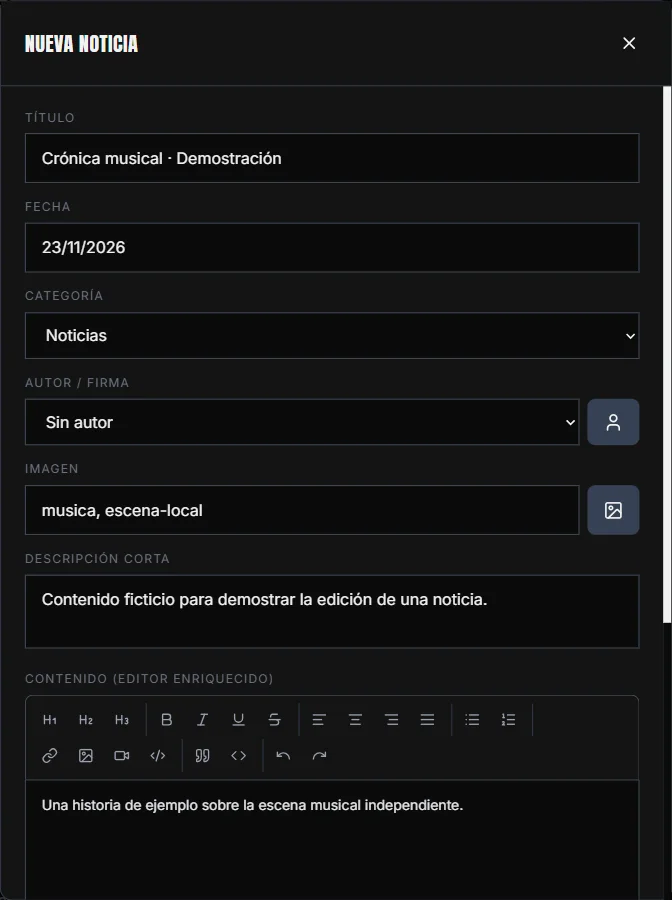 NUEVA NOTICIA
TÍTULO
Crónica musical · Demostración
FECHA
23/11/2026
CATEGORÍA
Noticias
AUTOR / FIRMA
Sin autor
IMAGEN
musica, escena-local
DESCRIPCIÓN CORTA
Contenido ficticio para demostrar la edición de una noticia.
CONTENIDO (EDITOR ENRIQUECIDO)
H1 H2 H3 B I U S
Una historia de ejemplo sobre la escena musical independiente.